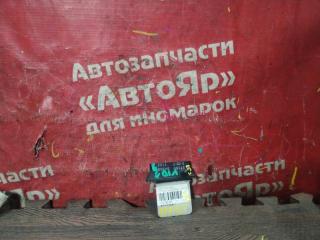 Автозапчасти
«АвтоЯр»
для иномарок